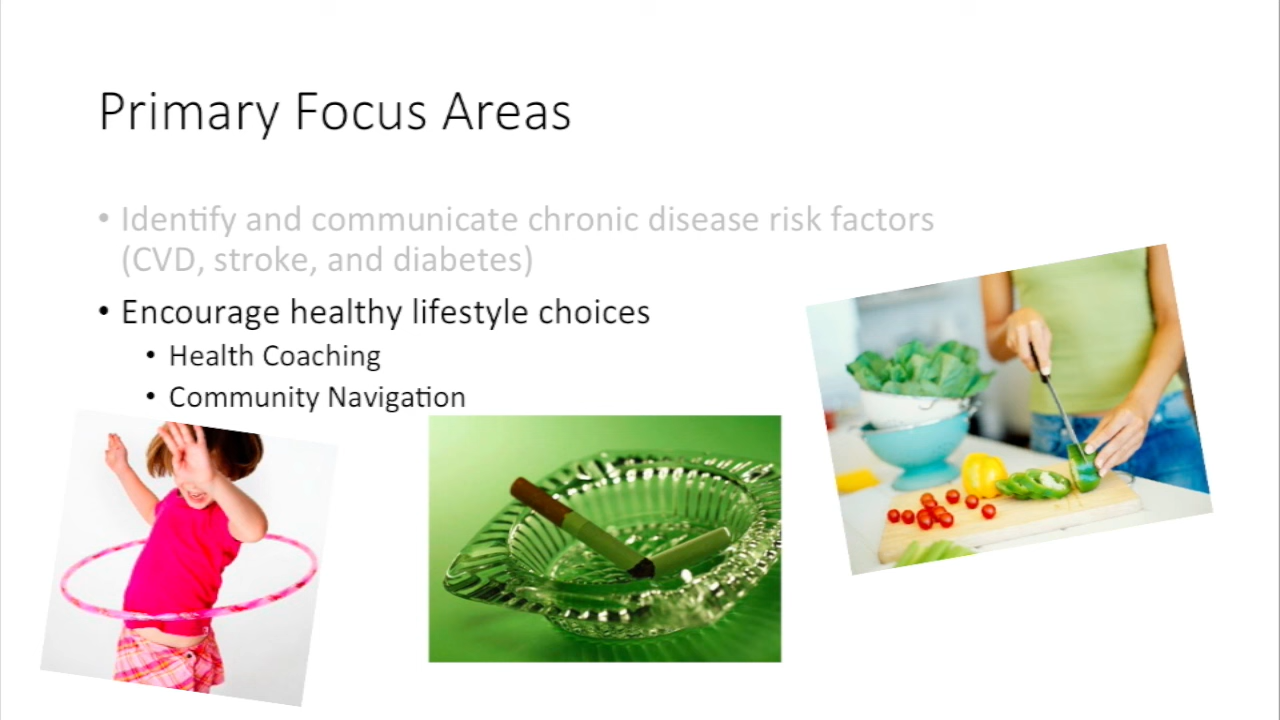 Primary Focus Areas
• Identify and communicate chronic disease risk factors
(CVD, stroke, and diabetes)
• Encourage healthy lifestyle choices
• Health Coaching
• Community Navigation